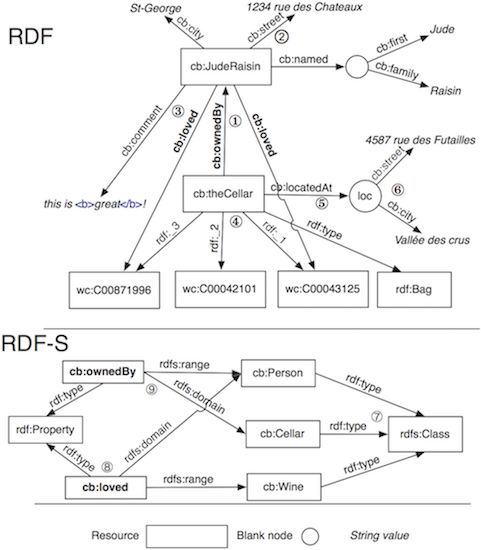 St-George
1234 rue des Chateaux
RDF
cb:city
cb:street
②
Jude
cb:first
cb:JudeRaisin
cb:named
cb:family
Raisin
cb:comment
③
cb:loved
cb:ownedBy
①
cb:loved
4587 rue des Futailles
cb:street
this is <b>great</b>!
cb:theCellar
cb:locatedAt
loc
⑥
⑤
cb:city
rdf:_3
④
rdf:_2
rdf:_1
rdf:type
Vallée des crus
wc:C00871996
wc:C00042101
wc:C00043125
rdf:Bag
RDF-S
cb:ownedBy
rdfs:range
cb:Person
rdf:type
⑨
rdfs:domain
rdf:type
rdf:Property
cb:Cellar
rdf:type
⑦
rdfs:Class
rdfs:domain
rdf:type
⑧
rdf:type
cb:loved
rdfs:range
cb:Wine
Resource
Blank node
String value